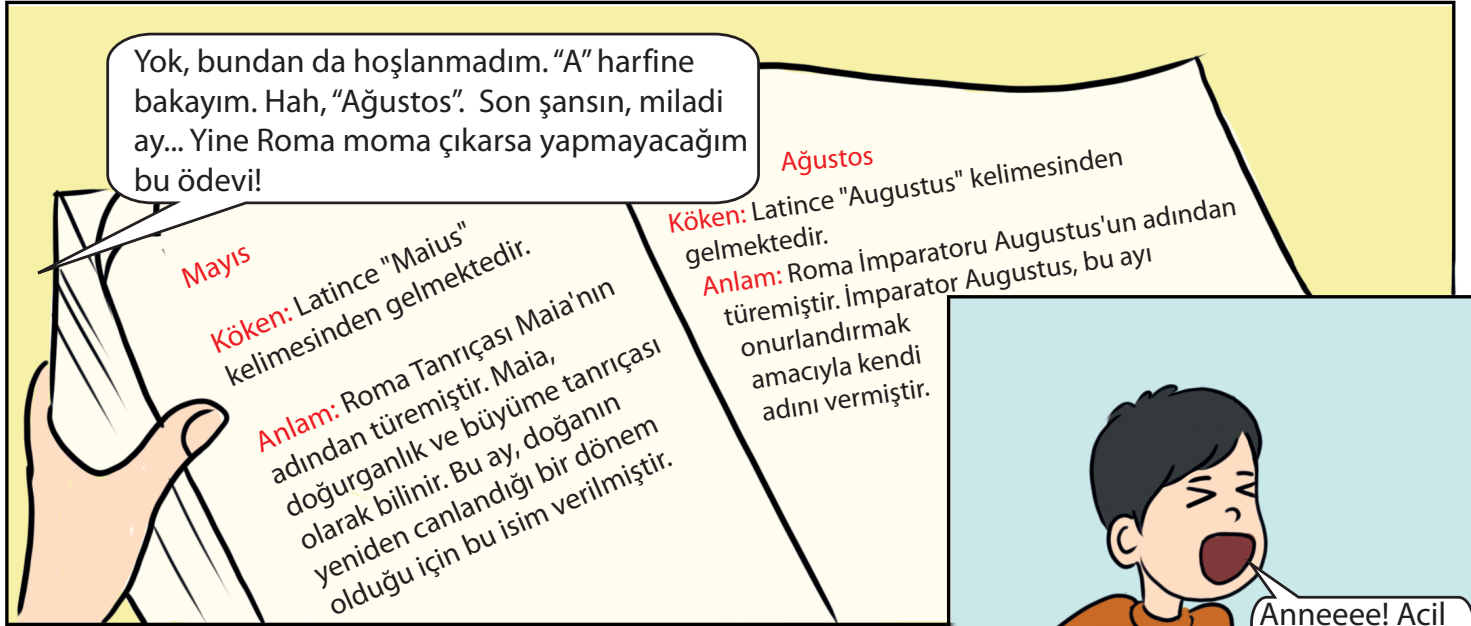 Yok, bundan da hoşlanmadım. “A” harfine
bakayım. Hah, “Ağustos”. Son şansın, miladi
ay... Yine Roma moma çıkarsa yapmayacağım
bu ödevi!
Mayıs
Köken: Latince "Maius"
kelimesinden gelmektedir.
Anlam: Roma Tanrıçası Maia'nın
adından türemiştir. Maia,
doğurganlık ve büyüme tanrıçası
olarak bilinir. Bu ay, doğanın
yeniden canlandığı bir dönem
olduğu için bu isim verilmiştir.
Ağustos
Köken: Latince "Augustus" kelimesinden
gelmektedir.
Anlam: Roma İmparatoru Augustus'un adından
türemiştir. İmparator Augustus, bu ayı
onurlandırmak
amacıyla kendi
adını vermiştir.
Anneeee! Acil